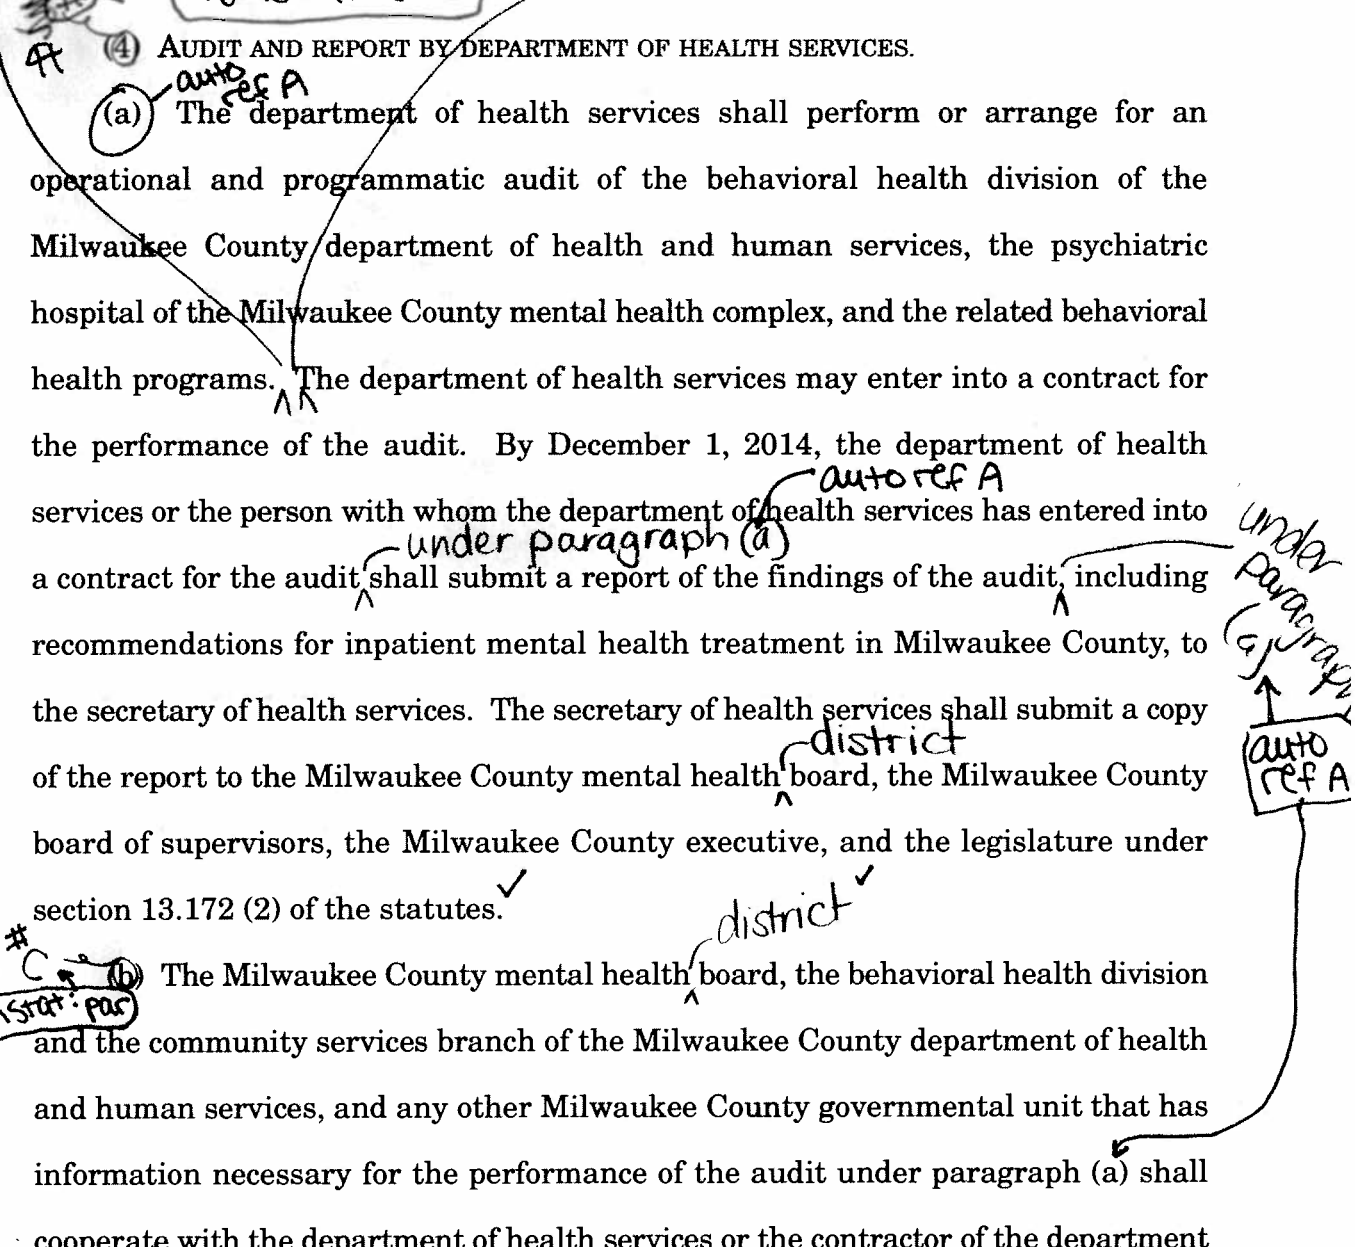 (4) AUDIT AND REPORT BY DEPARTMENT OF HEALTH SERVICES.
auto
ref A
(a) The department of health services shall perform or arrange for an
operational and programmatic audit of the behavioral health division of the
Milwaukee County department of health and human services, the psychiatric
hospital of the Milwaukee County mental health complex, and the related behavioral
health programs. The department of health services may enter into a contract for
the performance of the audit. By December 1, 2014, the department of health
auto ref A
services or the person with whom the department of health services has entered into
under paragraph (a)
under
paragraph
(a)
a contract for the audit shall submit a report of the findings of the audit, including
recommendations for inpatient mental health treatment in Milwaukee County, to
the secretary of health services. The secretary of health services shall submit a copy
district
auto
ref A
of the report to the Milwaukee County mental health board, the Milwaukee County
board of supervisors, the Milwaukee County executive, and the legislature under
section 13.172 (2) of the statutes.
district
#
C
(b) The Milwaukee County mental health board, the behavioral health division
stat: par
and the community services branch of the Milwaukee County department of health
and human services, and any other Milwaukee County governmental unit that has
information necessary for the performance of the audit under paragraph (a) shall
cooperate with the department of health services or the contractor of the department